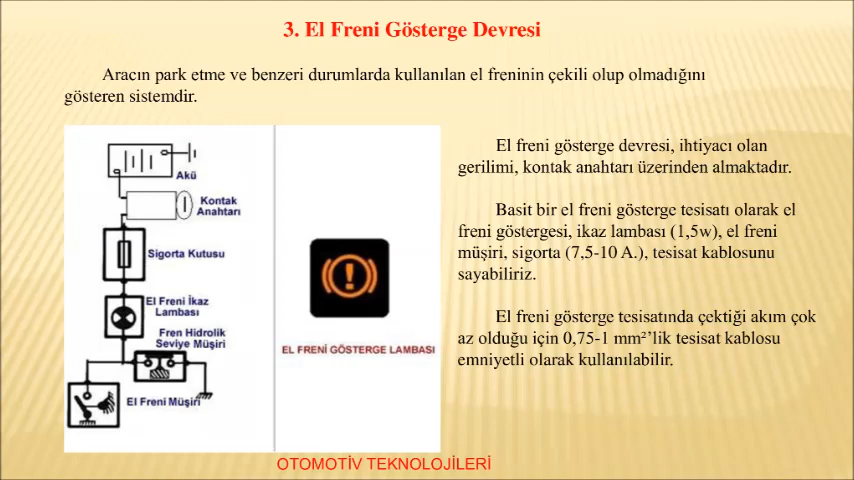 3. El Freni Gösterge Devresi
Aracın park etme ve benzeri durumlarda kullanılan el freninin çekili olup olmadığını
gösteren sistemdir.
Akü
Kontak
Anahtarı
Sigorta Kutusu
El Freni İkaz
Lambası
Fren Hidrolik
Seviye Müşiri
El Freni Müşiri
EL FRENİ GÖSTERGE LAMBASI
El freni gösterge devresi, ihtiyacı olan
gerilimi, kontak anahtarı üzerinden almaktadır.
Basit bir el freni gösterge tesisatı olarak el
freni göstergesi, ikaz lambası (1,5w), el freni
müşiri, sigorta (7,5-10 A.), tesisat kablosunu
sayabiliriz.
El freni gösterge tesisatında çektiği akım çok
az olduğu için 0,75-1 mm²’lik tesisat kablosu
emniyetli olarak kullanılabilir.
OTOMOTİV TEKNOLOJİLERİ